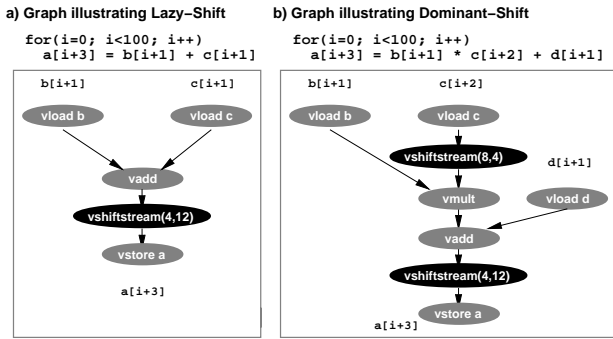 a) Graph illustrating Lazy−Shift
for(i=0; i<100; i++)
a[i+3] = b[i+1] + c[i+1]
b[i+1]
c[i+1]
vload b
vload c
vadd
vshiftstream(4,12)
vstore a
a[i+3]
b) Graph illustrating Dominant−Shift
for(i=0; i<100; i++)
a[i+3] = b[i+1] * c[i+2] + d[i+1]
b[i+1]
c[i+2]
vload b
vload c
vshiftstream(8,4)
d[i+1]
vmult
vload d
vadd
vshiftstream(4,12)
vstore a
a[i+3]